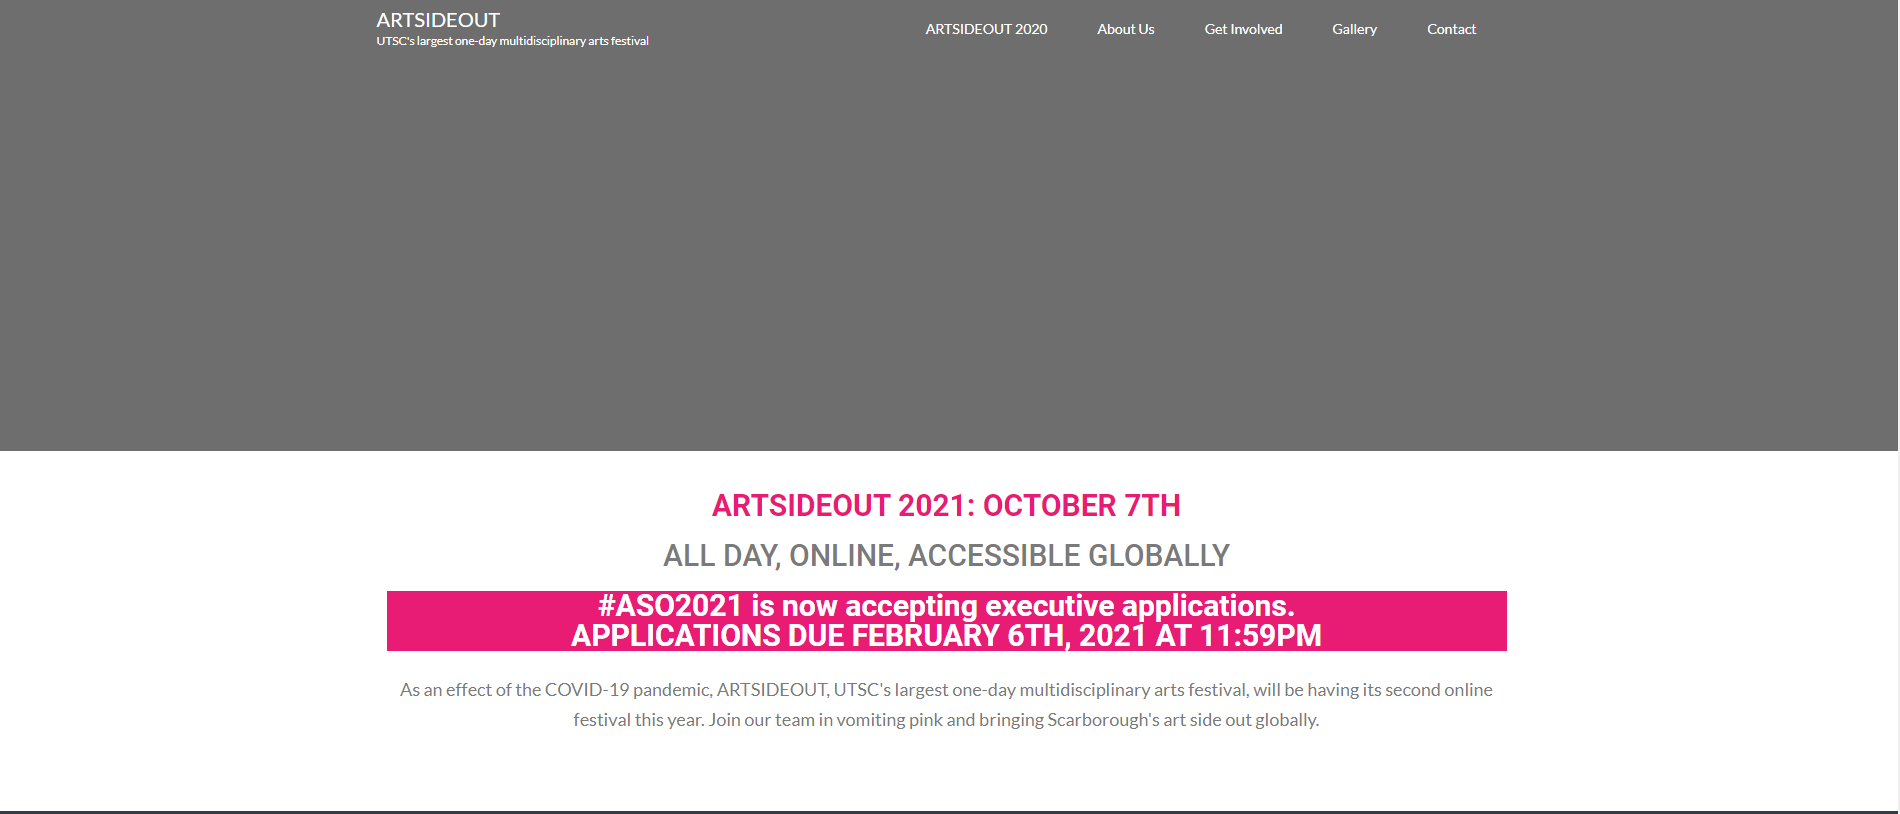 ARTSIDEOUT
UTSC's largest one-day multidisciplinary arts festival
ARTSIDEOUT 2020 About Us Get Involved Gallery Contact
ARTSIDEOUT 2021: OCTOBER 7TH
ALL DAY, ONLINE, ACCESSIBLE GLOBALLY
#ASO2021 is now accepting executive applications.
APPLICATIONS DUE FEBRUARY 6TH, 2021 AT 11:59PM
As an effect of the COVID-19 pandemic, ARTSIDEOUT, UTSC's largest one-day multidisciplinary arts festival, will be having its second online
festival this year. Join our team in vomiting pink and bringing Scarborough's art side out globally.